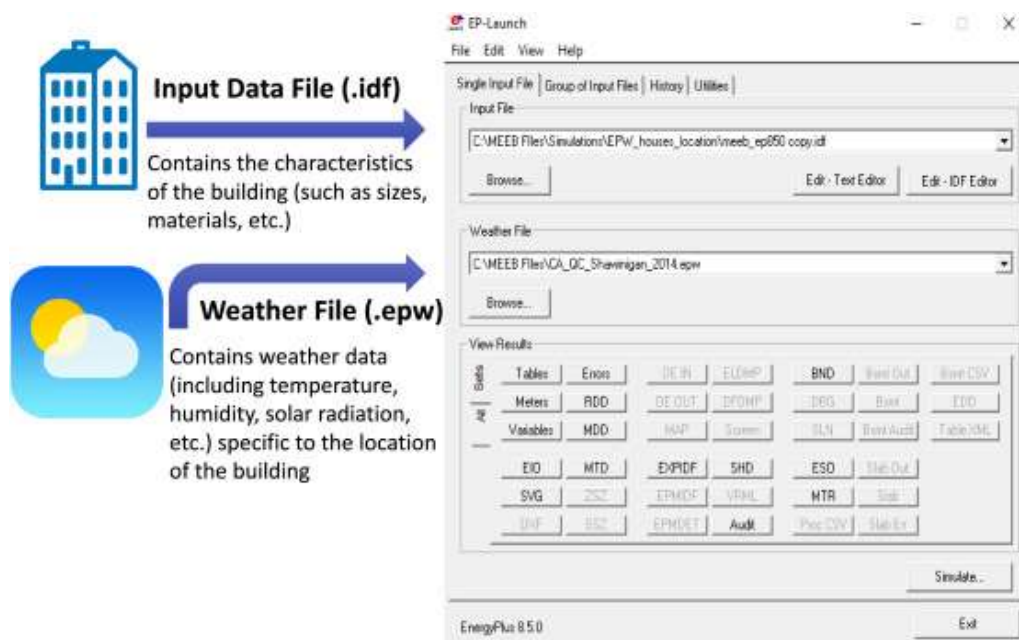 EP-Launch
File Edit View Help
Single Input File Group of Input Files History Utilities
Input File
C:\MEEB FIles\Simulations\EPW_houses_location\meeb_ep850 copy.idf
Browse... Edit - Text Editor Edit - IDF Editor
Weather File
C:\MEEB FIles\CA_QC_Shawinigan_2014.epw
Browse...
View Results
Sets
All
Tables Errors DE IN ELDMP BND Bsmt Out Bsmt CSV
Meters RDD DE OUT DFDMP DBG Bsmt EDD
Variables MDD MAP Screen SLN Bsmt Audit Table XML
EIO MTD EXPIDF SHD ESO Slab Out
SVG ZSZ EPMIDF VRML MTR Slab
DXF SSZ EPMDET Audit Proc CSV Slab Err
Simulate...
EnergyPlus 8.5.0 Exit
Input Data File (.idf)
Contains the characteristics
of the building (such as sizes,
materials, etc.)
Weather File (.epw)
Contains weather data
(including temperature,
humidity, solar radiation,
etc.) specific to the location
of the building